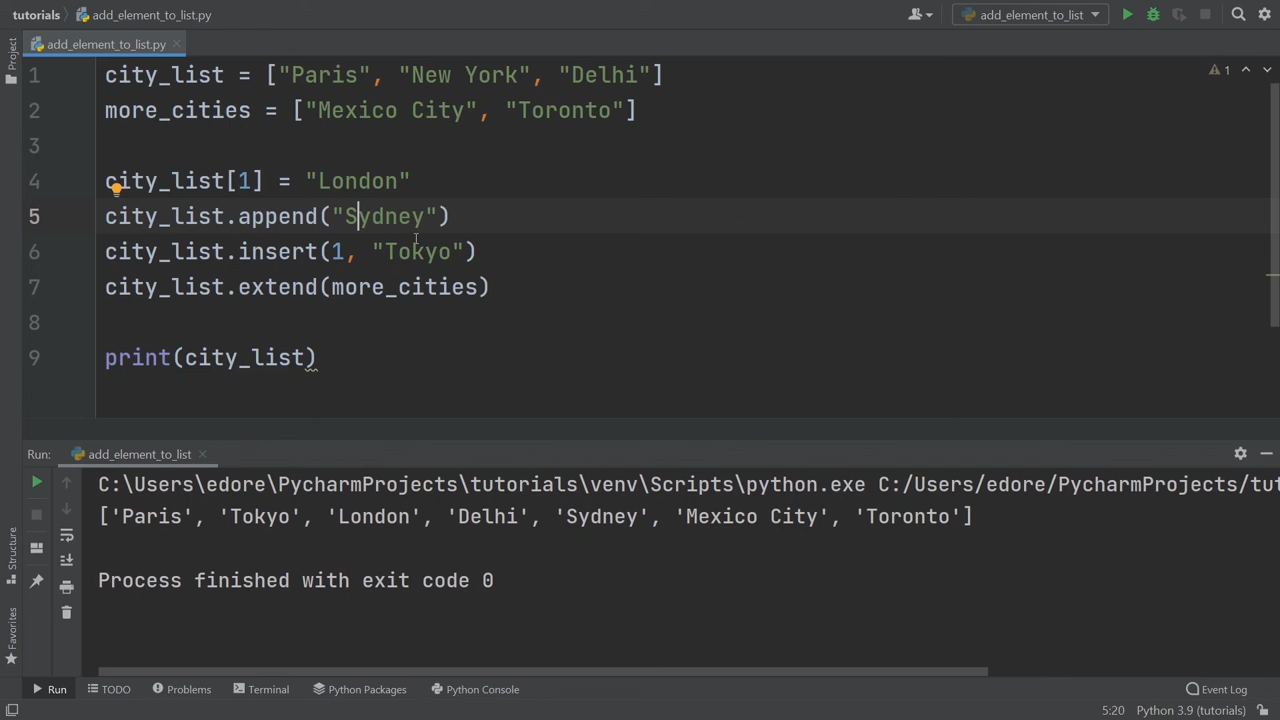 tutorials add_element_to_list.py add_element_to_list
add_element_to_list.py
Project
1 city_list = ["Paris", "New York", "Delhi"] 1
2 more_cities = ["Mexico City", "Toronto"]
3
4 city_list[1] = "London"
5 city_list.append("Sydney")
6 city_list.insert(1, "Tokyo")
7 city_list.extend(more_cities)
8
9 print(city_list)
Run: add_element_to_list
C:\Users\edore\PycharmProjects\tutorials\venv\Scripts\python.exe C:/Users/edore/PycharmProjects/tut
['Paris', 'Tokyo', 'London', 'Delhi', 'Sydney', 'Mexico City', 'Toronto']
Process finished with exit code 0
Structure
Favorites
Run TODO Problems Terminal Python Packages Python Console Event Log
5:20 Python 3.9 (tutorials)